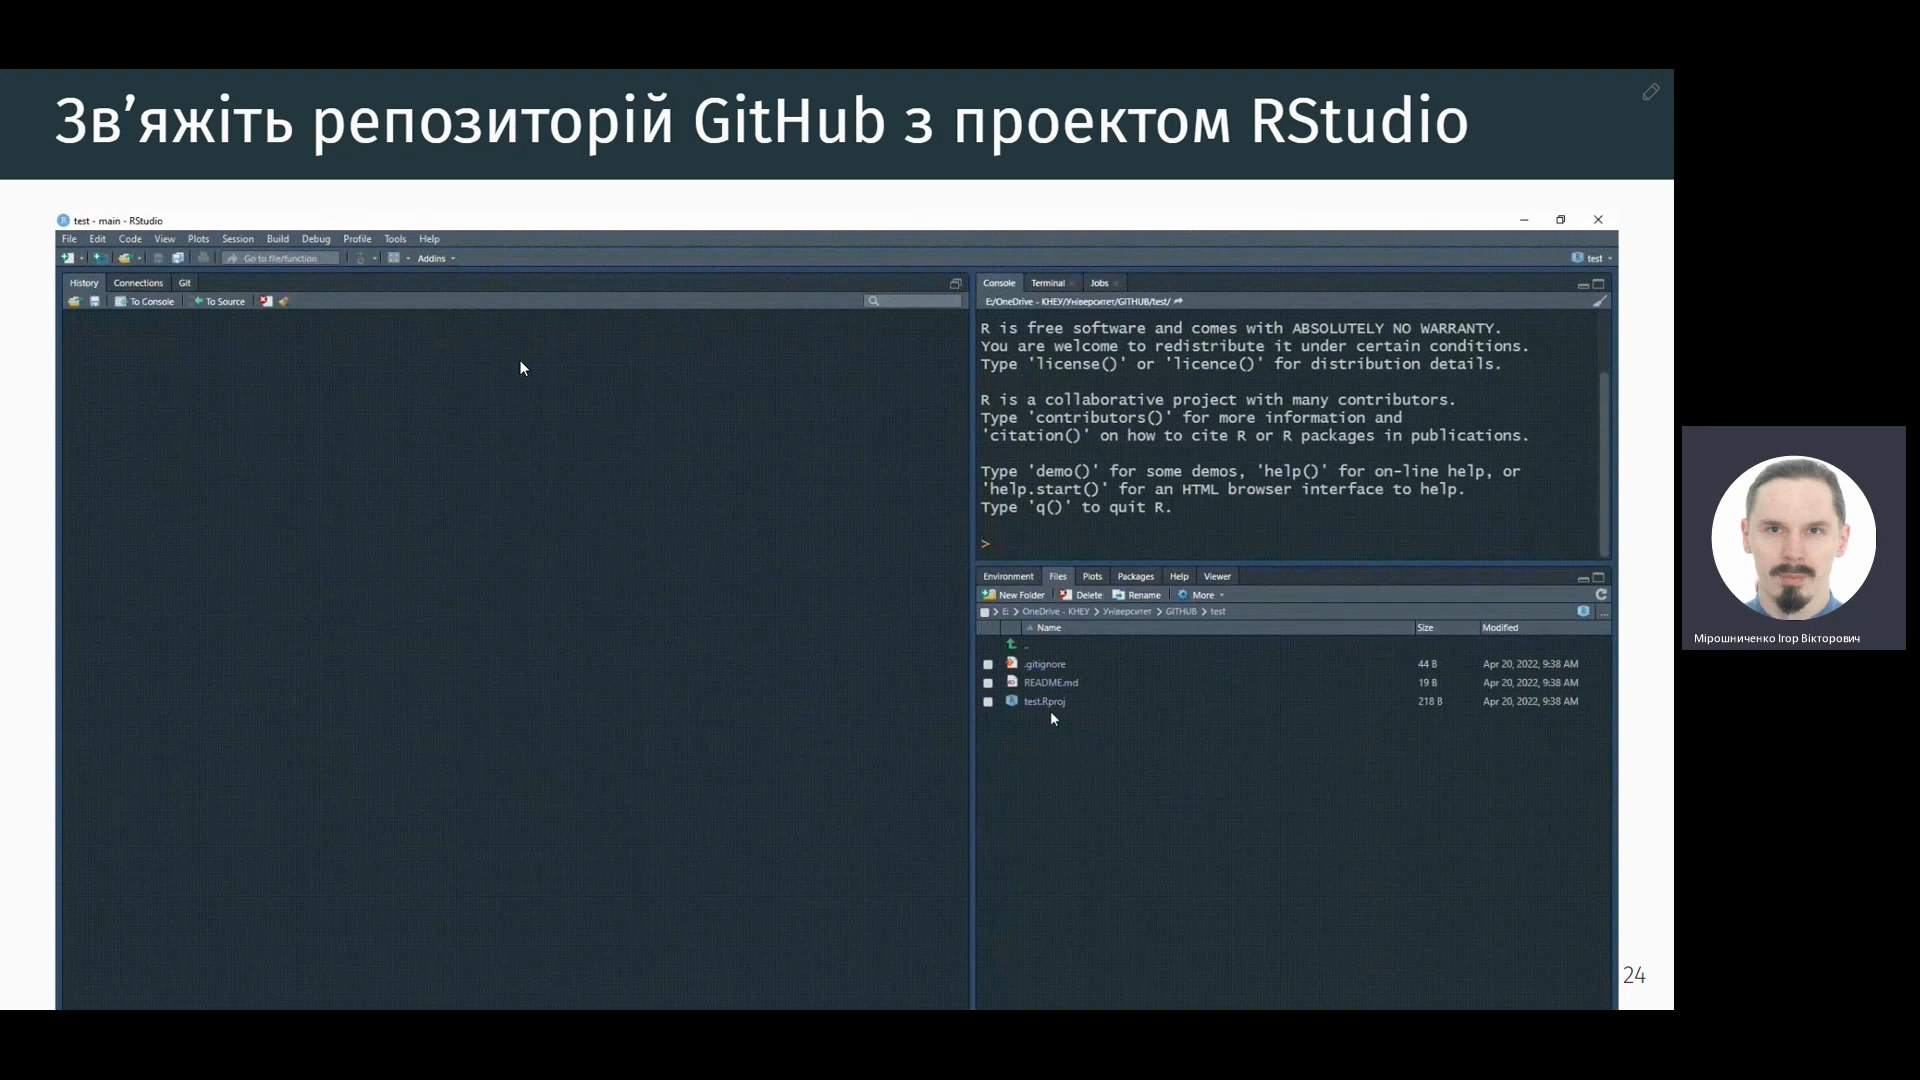 Зв’яжіть репозиторій GitHub з проектом RStudio
test - main - RStudio
File Edit Code View Plots Session Build Debug Profile Tools Help
Go to file/function Addins test
History Connections Git
To Console To Source
Console Terminal Jobs
E:/OneDrive - КНЕУ/Університет/GITHUB/test/
R is free software and comes with ABSOLUTELY NO WARRANTY.
You are welcome to redistribute it under certain conditions.
Type 'license()' or 'licence()' for distribution details.
R is a collaborative project with many contributors.
Type 'contributors()' for more information and
'citation()' on how to cite R or R packages in publications.
Type 'demo()' for some demos, 'help()' for on-line help, or
'help.start()' for an HTML browser interface to help.
Type 'q()' to quit R.
>
Environment Files Plots Packages Help Viewer
New Folder Delete Rename More
E: > OneDrive - КНЕУ > Університет > GITHUB > test
Name Size Modified
..
.gitignore 44 B Apr 20, 2022, 9:38 AM
README.md 19 B Apr 20, 2022, 9:38 AM
test.Rproj 218 B Apr 20, 2022, 9:38 AM
24
Мірошниченко Ігор Вікторович